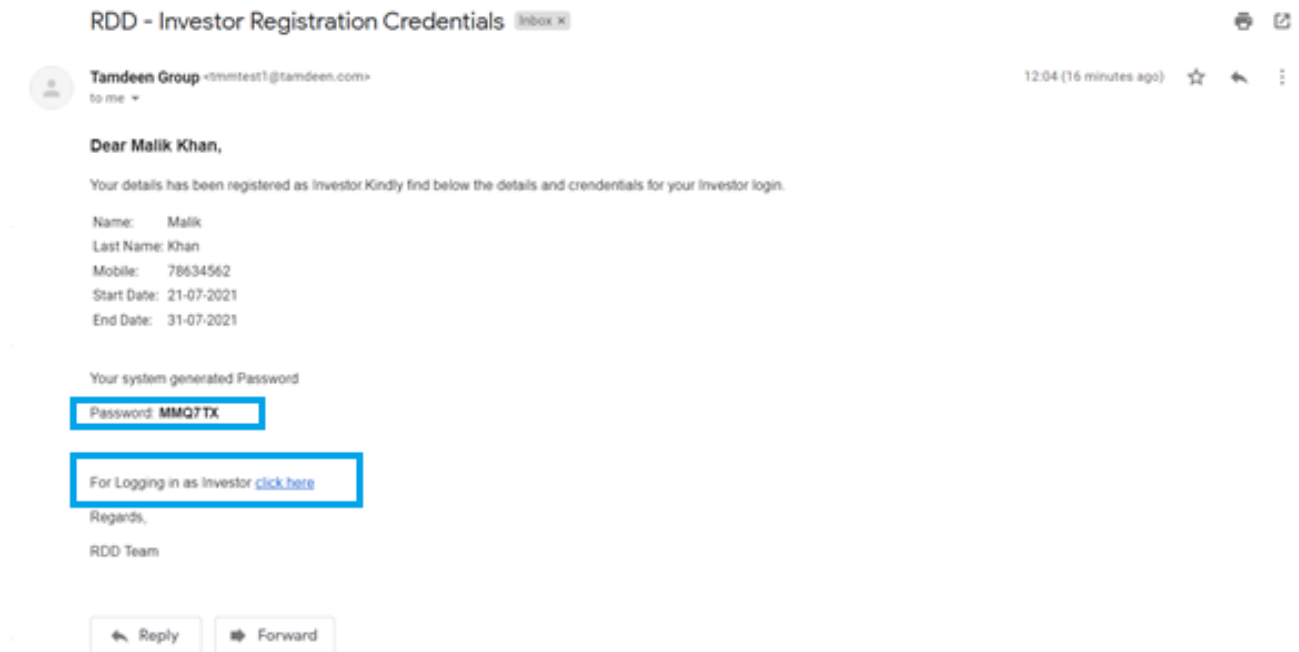 RDD - Investor Registration Credentials Inbox ×
Tamdeen Group <tmmtest1@tamdeen.com> 12:04 (16 minutes ago)
to me
Dear Malik Khan,
Your details has been registered as Investor.Kindly find below the details and crendentials for your Investor login.
Name: Malik
Last Name: Khan
Mobile: 78634562
Start Date: 21-07-2021
End Date: 31-07-2021
Your system generated Password
Password: MMQ7TX
For Logging in as Investor click here
Regards,
RDD Team
Reply Forward